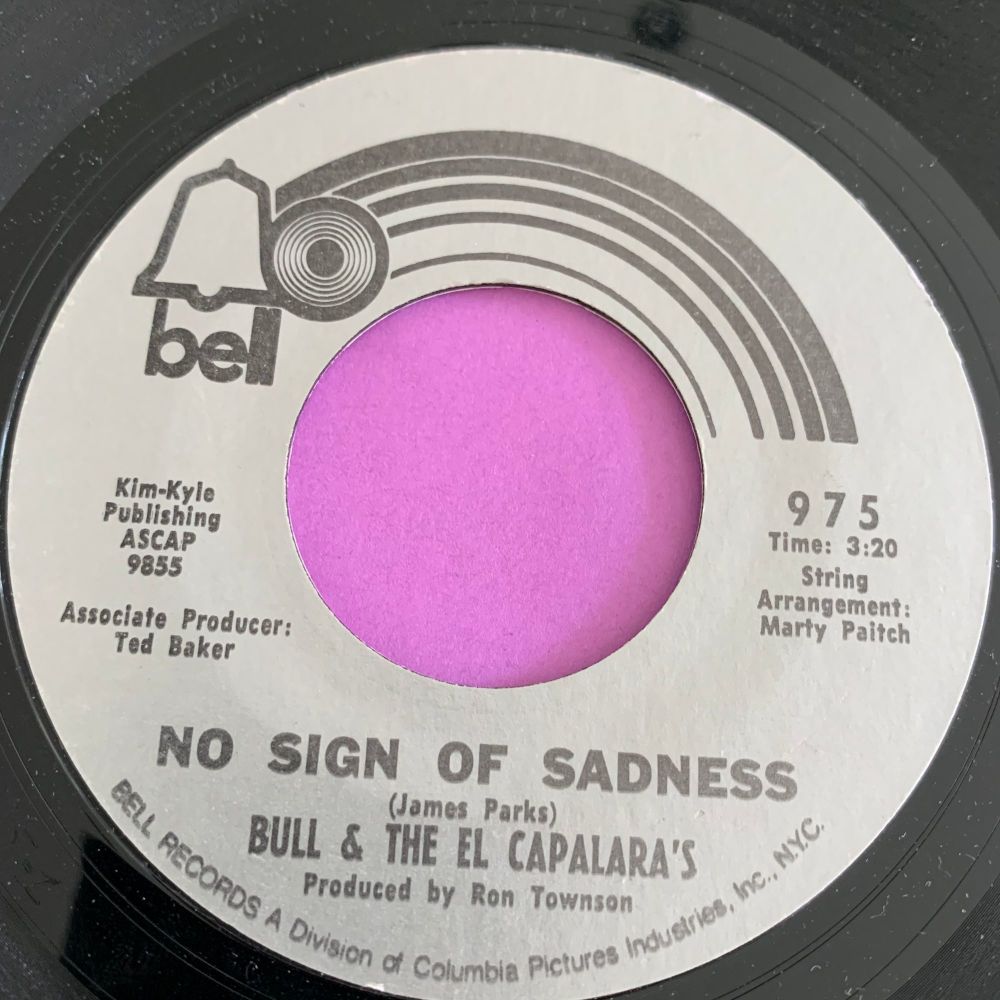 bell
Kim-Kyle
Publishing
ASCAP
9855
Associate Producer:
Ted Baker
975
Time: 3:20
String
Arrangement:
Marty Paitch
NO SIGN OF SADNESS
(James Parks)
BULL & THE EL CAPALARA'S
Produced by Ron Townson
BELL RECORDS A Division of Columbia Pictures Industries, Inc., N.Y.C.